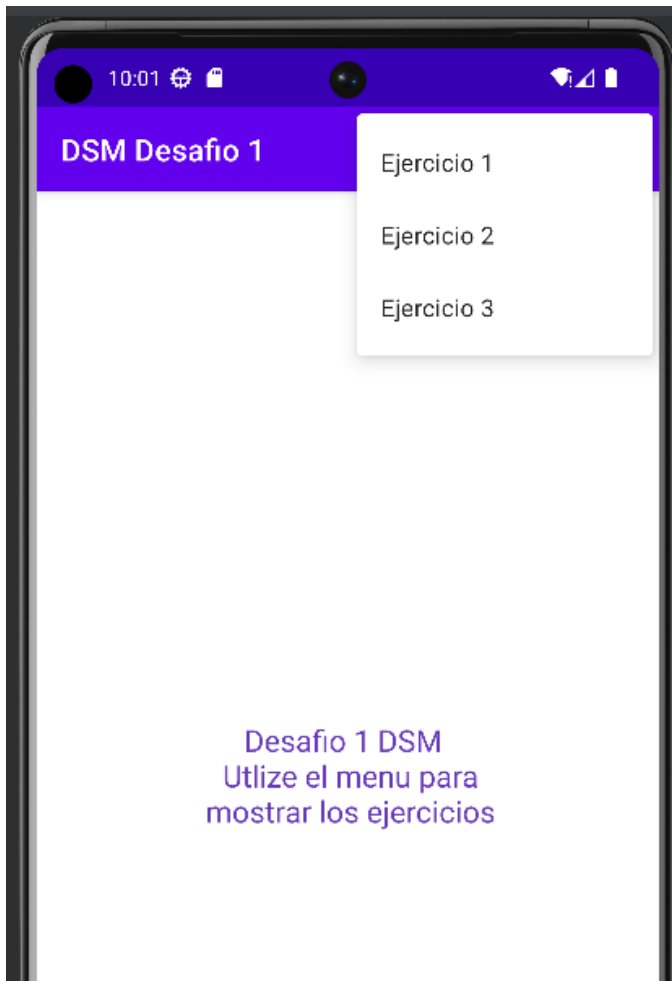 10:01
DSM Desafio 1
Ejercicio 1
Ejercicio 2
Ejercicio 3
Desafio 1 DSM
Utlize el menu para
mostrar los ejercicios